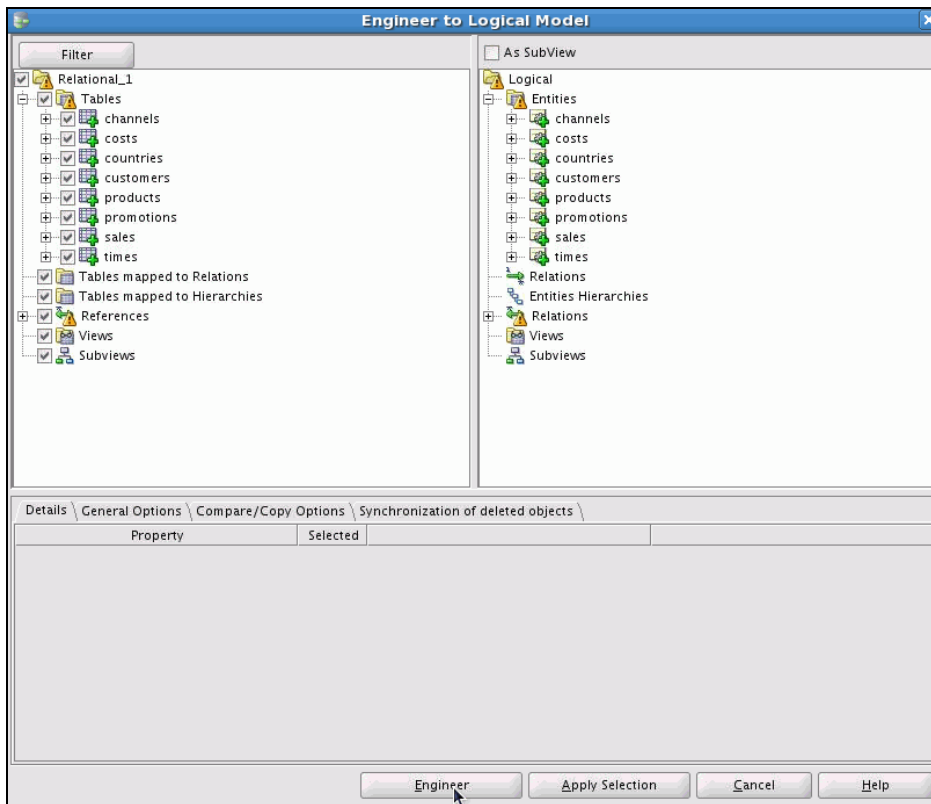 Engineer to Logical Model
Filter
Relational_1
Tables
channels
costs
countries
customers
products
promotions
sales
times
Tables mapped to Relations
Tables mapped to Hierarchies
References
Views
Subviews
As SubView
Logical
Entities
channels
costs
countries
customers
products
promotions
sales
times
Relations
Entities Hierarchies
Relations
Views
Subviews
Details General Options Compare/Copy Options Synchronization of deleted objects
Property Selected
Engineer Apply Selection Cancel Help